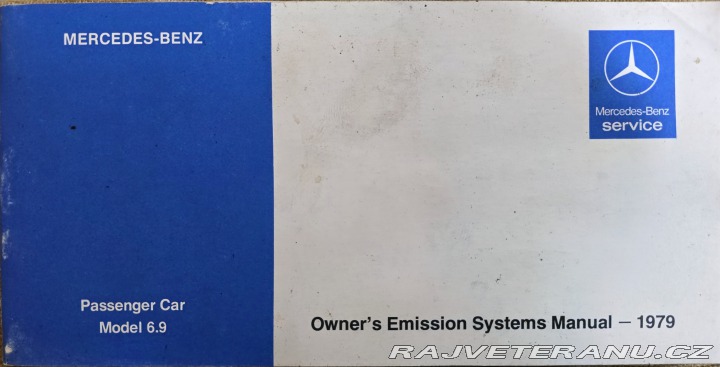 MERCEDES-BENZ
Mercedes-Benz
service
Passenger Car
Model 6.9
Owner's Emission Systems Manual – 1979
RAJVETERANU.CZ